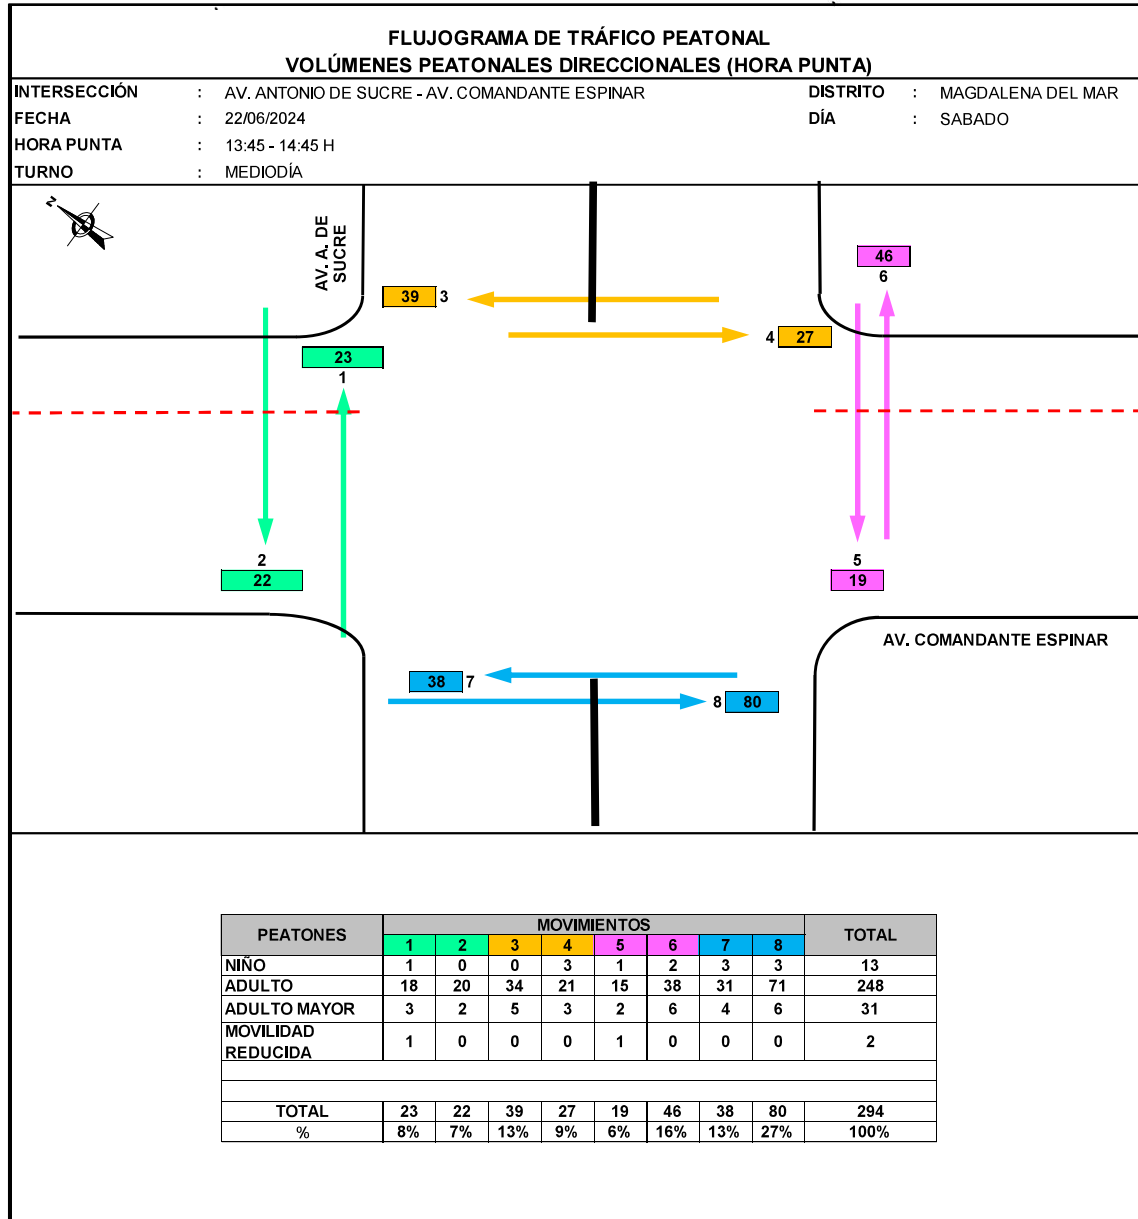 FLUJOGRAMA DE TRÁFICO PEATONAL
VOLÚMENES PEATONALES DIRECCIONALES (HORA PUNTA)
INTERSECCIÓN : AV. ANTONIO DE SUCRE - AV. COMANDANTE ESPINAR DISTRITO : MAGDALENA DEL MAR
FECHA : 22/06/2024 DÍA : SABADO
HORA PUNTA : 13:45 - 14:45 H
TURNO : MEDIODÍA
N
AV. A. DE
SUCRE
46
6
39 3
4 27
23
1
2
22
5
19
AV. COMANDANTE ESPINAR
38 7
8 80
PEATONES MOVIMIENTOS TOTAL
1 2 3 4 5 6 7 8
NIÑO 1 0 0 3 1 2 3 3 13
ADULTO 18 20 34 21 15 38 31 71 248
ADULTO MAYOR 3 2 5 3 2 6 4 6 31
MOVILIDAD
REDUCIDA 1 0 0 0 1 0 0 0 2
TOTAL 23 22 39 27 19 46 38 80 294
% 8% 7% 13% 9% 6% 16% 13% 27% 100%